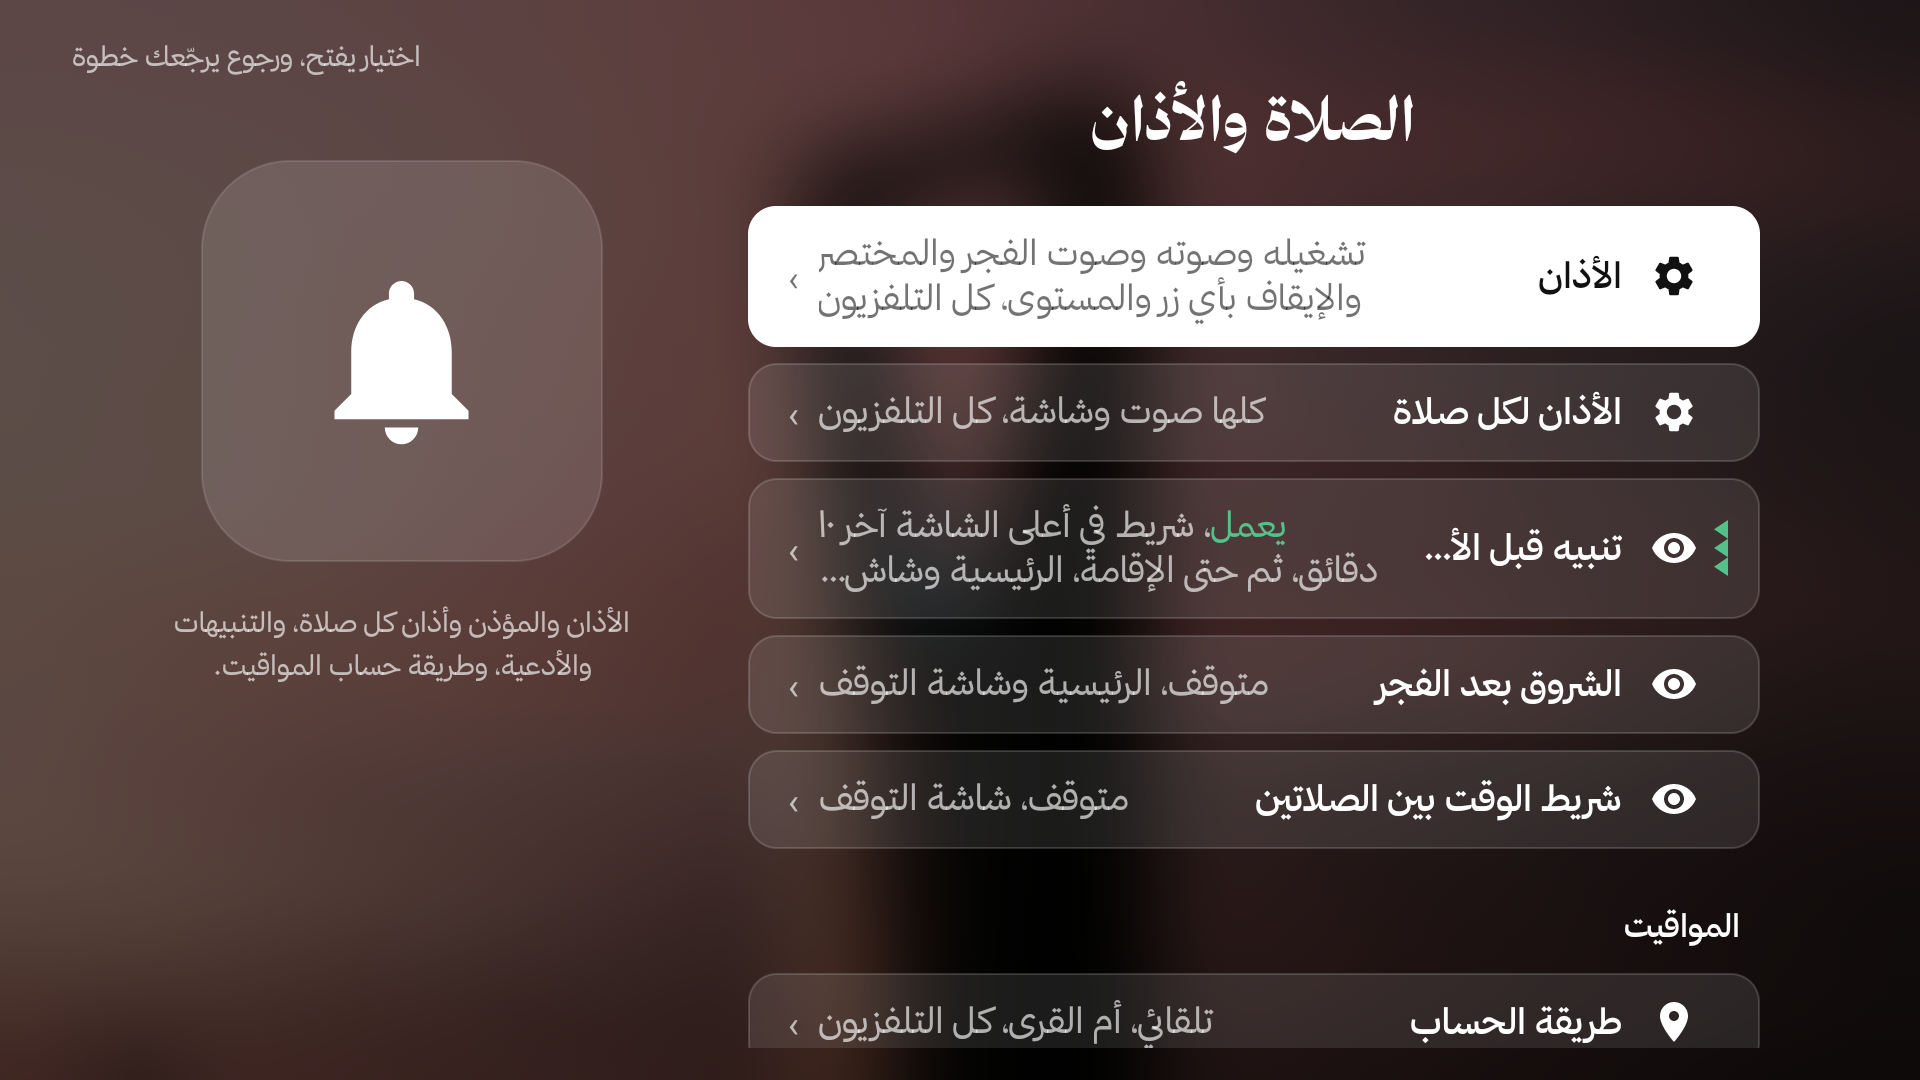 اختيار يفتح، ورجوع يرجّعك خطوة
الصلاة والأذان
الأذان
تشغيله وصوته وصوت الفجر والمختصر
والإيقاف بأي زر والمستوى، كل التلفزيون
الأذان لكل صلاة
كلها صوت وشاشة، كل التلفزيون
تنبيه قبل الأ...
يعمل، شريط في أعلى الشاشة آخر ١٠
دقائق، ثم حتى الإقامة، الرئيسية وشاش...
الشروق بعد الفجر
متوقف، الرئيسية وشاشة التوقف
شريط الوقت بين الصلاتين
متوقف، شاشة التوقف
المواقيت
طريقة الحساب
تلقائي، أم القرى، كل التلفزيون
الأذان والمؤذن وأذان كل صلاة، والتنبيهات
والأدعية، وطريقة حساب المواقيت.